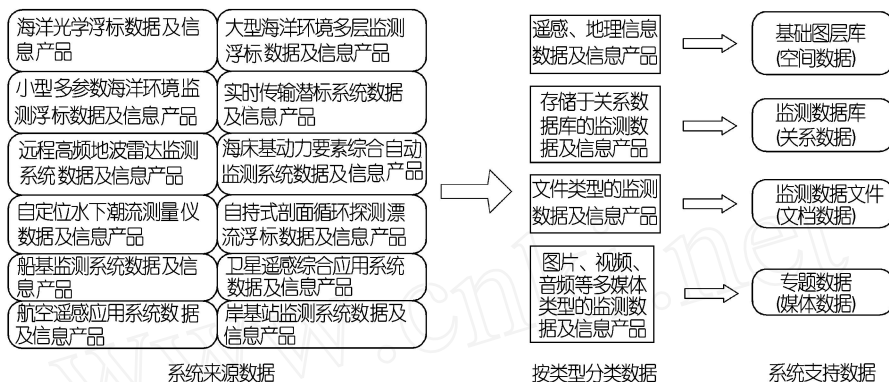 海洋光学浮标数据及信
息产品
大型海洋环境多层监测
浮标数据及信息产品
小型多参数海洋环境监
测浮标数据及信息产品
实时传输潜标系统数据
及信息产品
远程高频地波雷达监测
系统数据及信息产品
海床基动力要素综合自动
监测系统数据及信息产品
自定位水下潮流测量仪
数据及信息产品
自持式剖面循环探测漂
流浮标数据及信息产品
船基监测系统数据及信
息产品
卫星遥感综合应用系统
数据及信息产品
航空遥感应用系统数据
及信息产品
岸基站监测系统数据及
信息产品
系统来源数据
遥感、地理信息
数据及信息产品
存储于关系数
据库的监测数
据及信息产品
文件类型的监测
数据及信息产品
图片、视频、
音频等多媒体
类型的监测数
据及信息产品
按类型分类数据
基础图层库
(空间数据)
监测数据库
(关系数据)
监测数据文件
(文档数据)
专题数据
(媒体数据)
系统支持数据